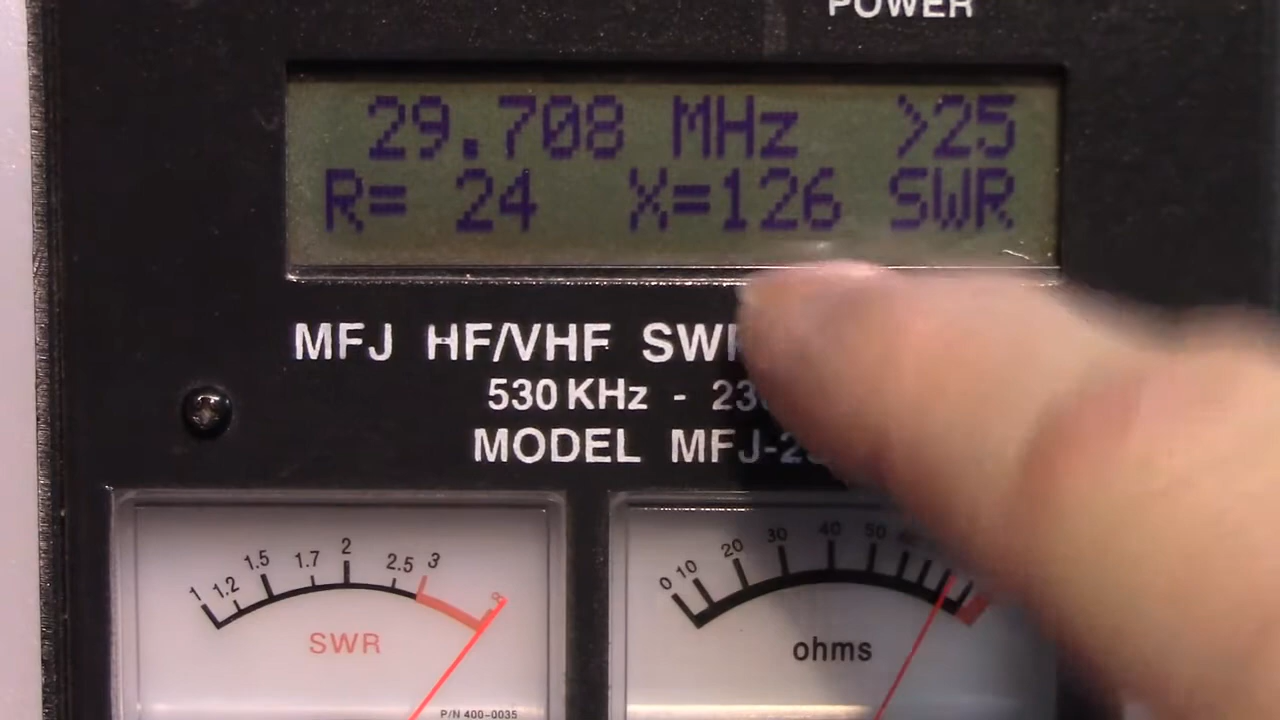 POWER
29.708 MHz >25
R= 24 X=126 SWR
MFJ HF/VHF SWR
530 KHz - 23
MODEL MFJ-2
1 1.2 1.5 1.7 2 2.5 3
SWR
P/N 400-0035
0 10 20 30 40 50
ohms